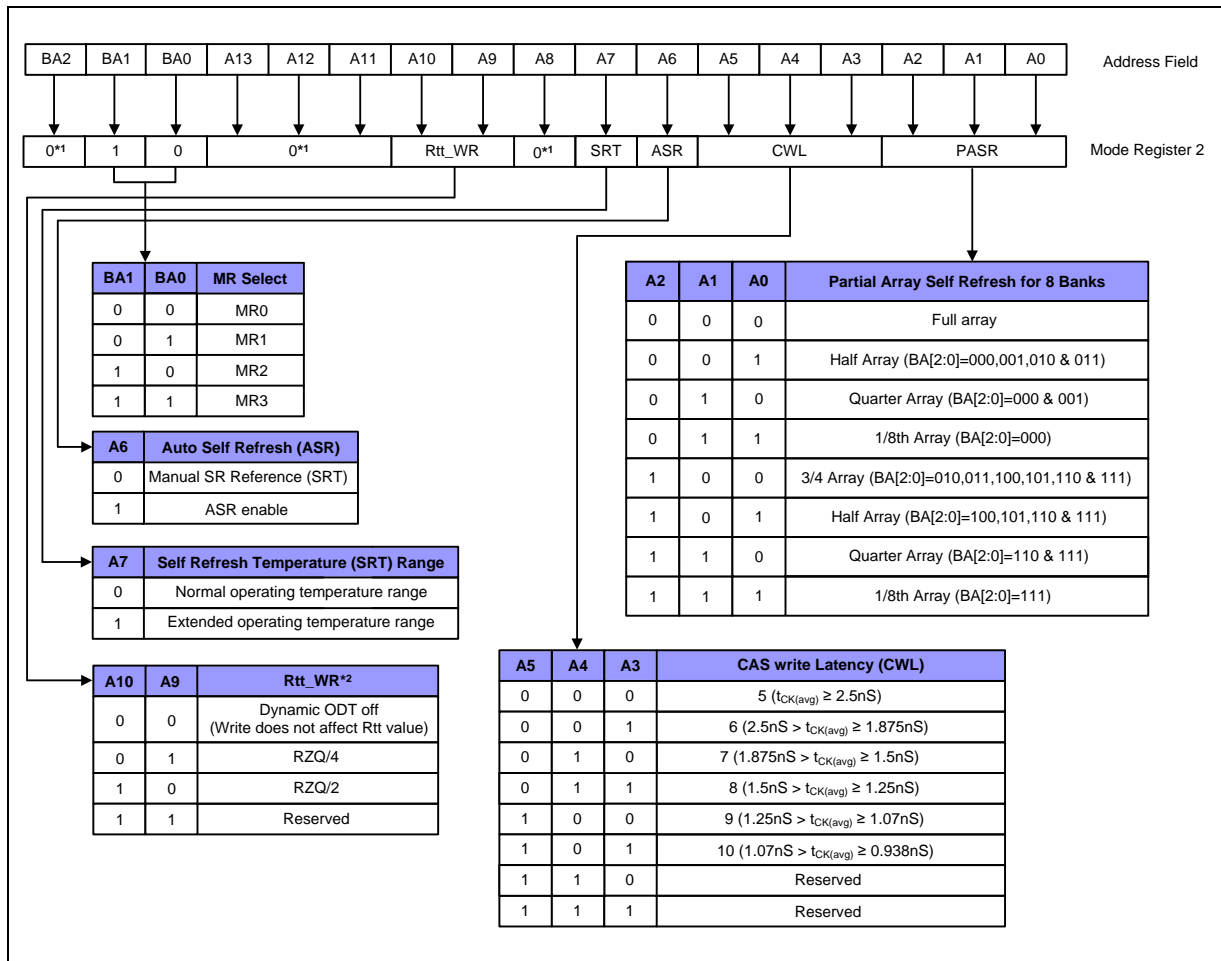 BA2 BA1 BA0 A13 A12 A11 A10 A9 A8 A7 A6 A5 A4 A3 A2 A1 A0 Address Field
0*1 1 0 0*1 Rtt_WR 0*1 SRT ASR CWL PASR Mode Register 2
BA1 BA0 MR Select
0 0 MR0
0 1 MR1
1 0 MR2
1 1 MR3
A6 Auto Self Refresh (ASR)
0 Manual SR Reference (SRT)
1 ASR enable
A7 Self Refresh Temperature (SRT) Range
0 Normal operating temperature range
1 Extended operating temperature range
A10 A9 Rtt_WR*2
0 0 Dynamic ODT off
(Write does not affect Rtt value)
0 1 RZQ/4
1 0 RZQ/2
1 1 Reserved
A2 A1 A0 Partial Array Self Refresh for 8 Banks
0 0 0 Full array
0 0 1 Half Array (BA[2:0]=000,001,010 & 011)
0 1 0 Quarter Array (BA[2:0]=000 & 001)
0 1 1 1/8th Array (BA[2:0]=000)
1 0 0 3/4 Array (BA[2:0]=010,011,100,101,110 & 111)
1 0 1 Half Array (BA[2:0]=100,101,110 & 111)
1 1 0 Quarter Array (BA[2:0]=110 & 111)
1 1 1 1/8th Array (BA[2:0]=111)
A5 A4 A3 CAS write Latency (CWL)
0 0 0 5 (tCK(avg) ≥ 2.5nS)
0 0 1 6 (2.5nS > tCK(avg) ≥ 1.875nS)
0 1 0 7 (1.875nS > tCK(avg) ≥ 1.5nS)
0 1 1 8 (1.5nS > tCK(avg) ≥ 1.25nS)
1 0 0 9 (1.25nS > tCK(avg) ≥ 1.07nS)
1 0 1 10 (1.07nS > tCK(avg) ≥ 0.938nS)
1 1 0 Reserved
1 1 1 Reserved